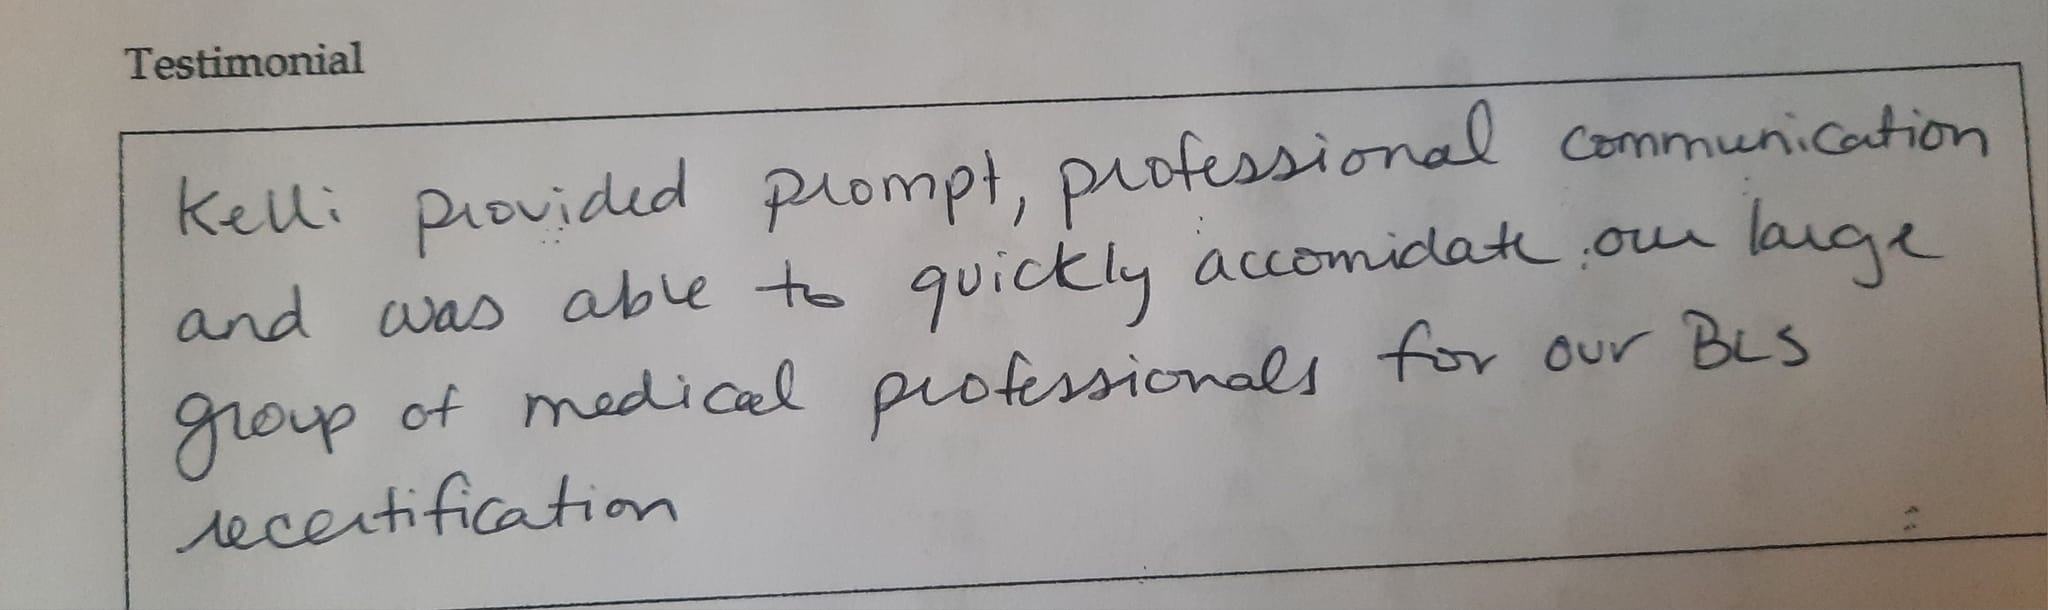 Testimonial
Kelli provided prompt, professional communication
and was able to quickly accomidate our large
group of medical professionals for our BLS
recertification